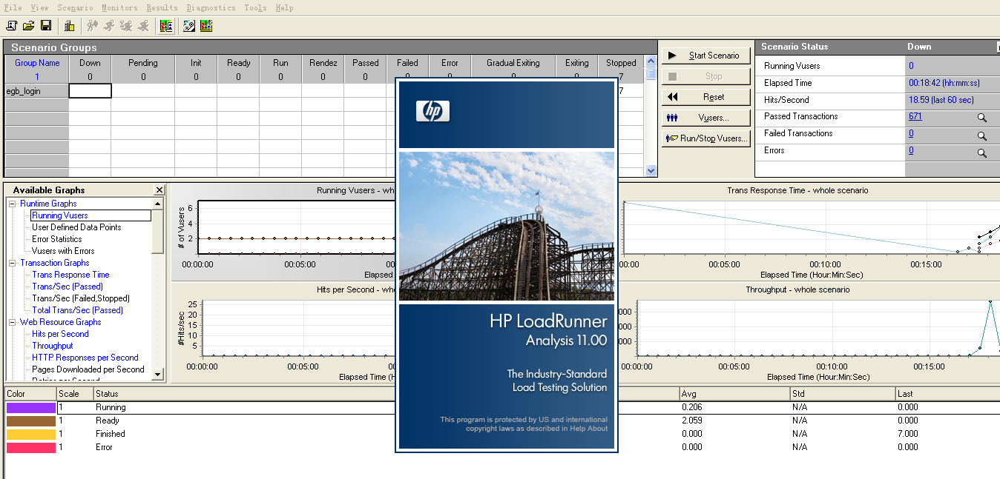 File View Scenario Monitors Results Diagnostics Tools Help
Scenario Groups
Group Name Down Pending Init Ready Run Rendez Passed Failed Error Gradual Exiting Exiting Stopped
1 0 0 0 0 0 0 0 0 0 0 0 7
egb_login 7
Start Scenario
Stop
Reset
Vusers...
Run/Stop Vusers...
Scenario Status Down
Running Vusers 0
Elapsed Time 00:18:42 (hh:mm:ss)
Hits/Second 18.59 (last 60 sec)
Passed Transactions 671
Failed Transactions 0
Errors 0
Available Graphs
Runtime Graphs
Running Vusers
User Defined Data Points
Error Statistics
Vusers with Errors
Transaction Graphs
Trans Response Time
Trans/Sec (Passed)
Trans/Sec (Failed,Stopped)
Total Trans/Sec (Passed)
Web Resource Graphs
Hits per Second
Throughput
HTTP Responses per Second
Pages Downloaded per Second
Running Vusers - wh
# of Vusers
6
4
2
00:00:00 00:05:00 00
Elapsed
Trans Response Time - whole scenario
00:00 00:05:00 00:10:00 00:15:00
Elapsed Time (Hour:Min:Sec)
Hits per Second - who
#Hits/sec
25
20
15
10
5
00:00:00 00:05:00 00
Elapsed Time (H
Throughput - whole scenario
000
000
000
00:00:00 00:05:00 00:10:00 00:15:00
Elapsed Time (Hour:Min:Sec)
hp
HP LoadRunner
Analysis 11.00
The Industry-Standard
Load Testing Solution
This program is protected by US and international
copyright laws as described in Help About
Color Scale Status Avg Std Last
1 Running 0.206 N/A 0.000
1 Ready 2.059 N/A 0.000
1 Finished 0.000 N/A 7.000
1 Error 0.000 N/A 0.000